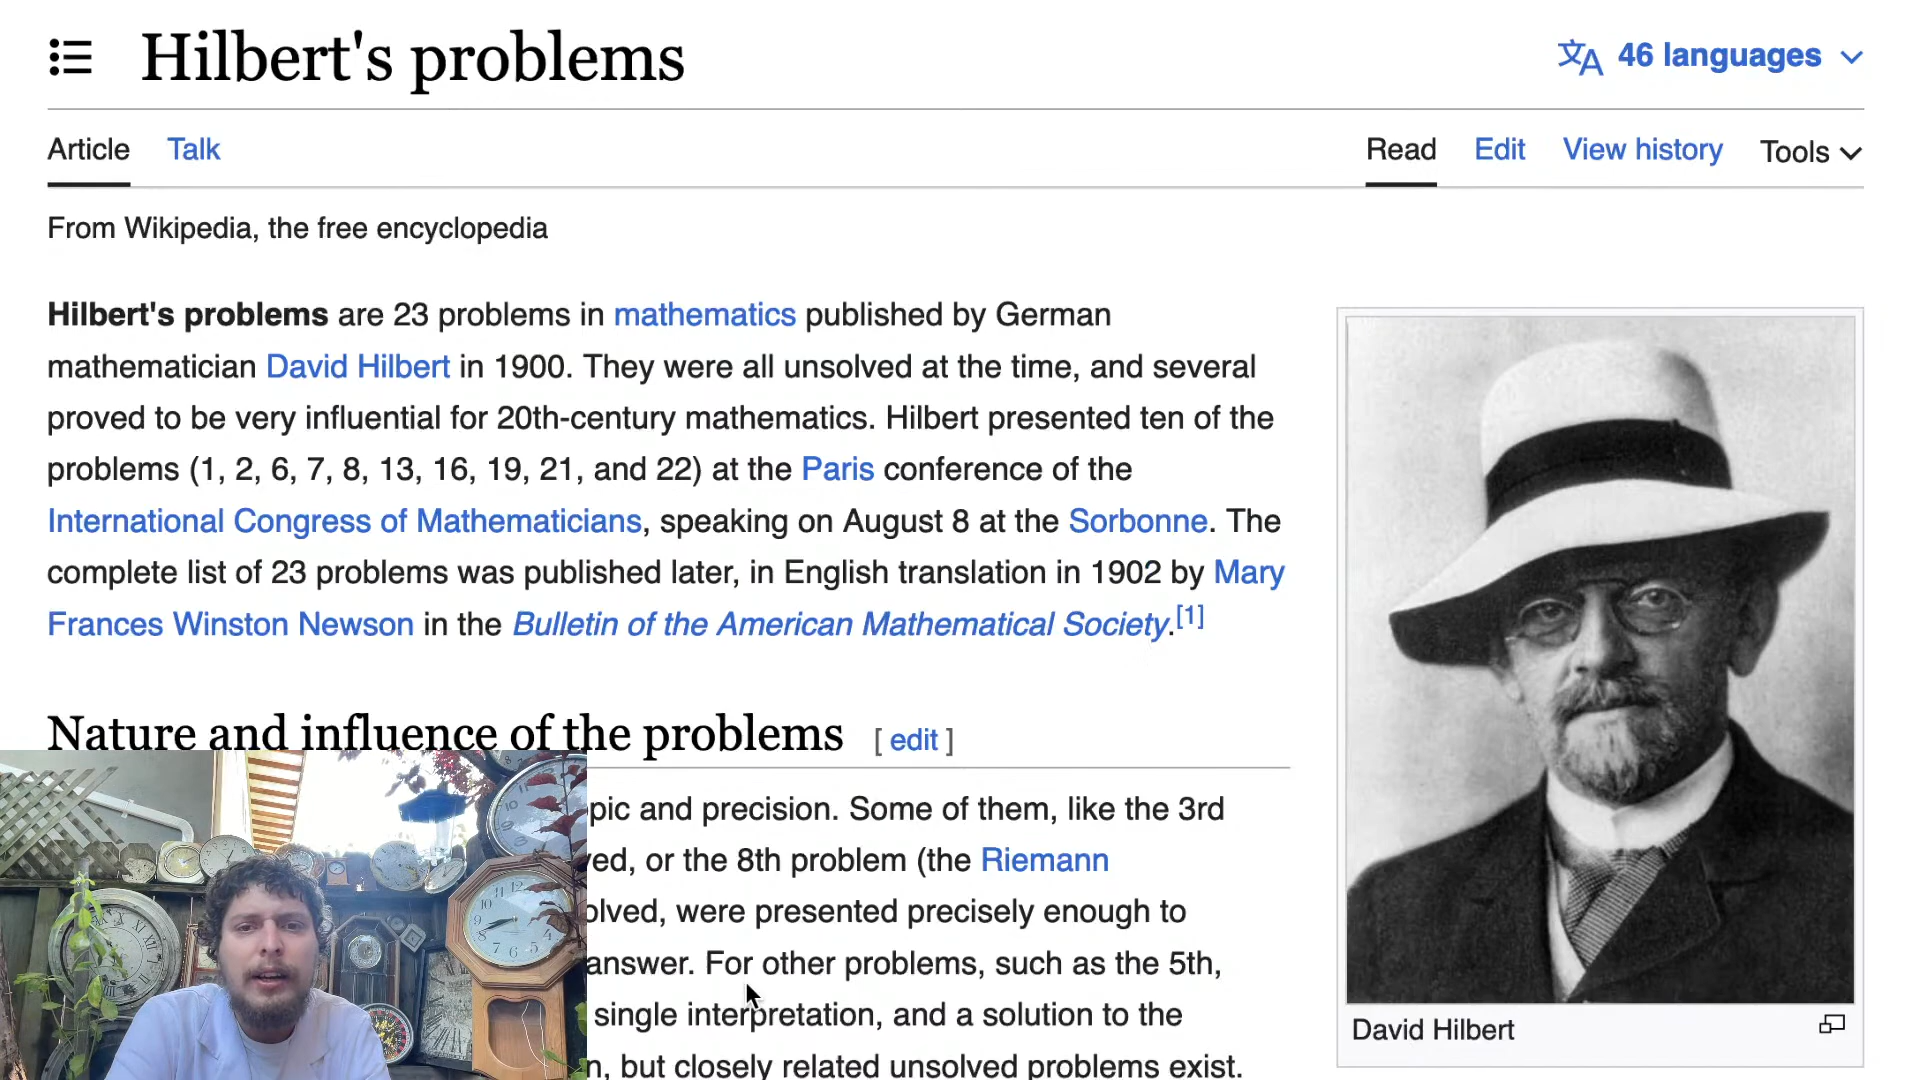 Hilbert's problems
46 languages
Article Talk
Read Edit View history Tools
From Wikipedia, the free encyclopedia
Hilbert's problems are 23 problems in mathematics published by German
mathematician David Hilbert in 1900. They were all unsolved at the time, and several
proved to be very influential for 20th-century mathematics. Hilbert presented ten of the
problems (1, 2, 6, 7, 8, 13, 16, 19, 21, and 22) at the Paris conference of the
International Congress of Mathematicians, speaking on August 8 at the Sorbonne. The
complete list of 23 problems was published later, in English translation in 1902 by Mary
Frances Winston Newson in the Bulletin of the American Mathematical Society.[1]
Nature and influence of the problems [ edit ]
pic and precision. Some of them, like the 3rd
ed, or the 8th problem (the Riemann
olved, were presented precisely enough to
answer. For other problems, such as the 5th,
single interpretation, and a solution to the
n, but closely related unsolved problems exist.
David Hilbert